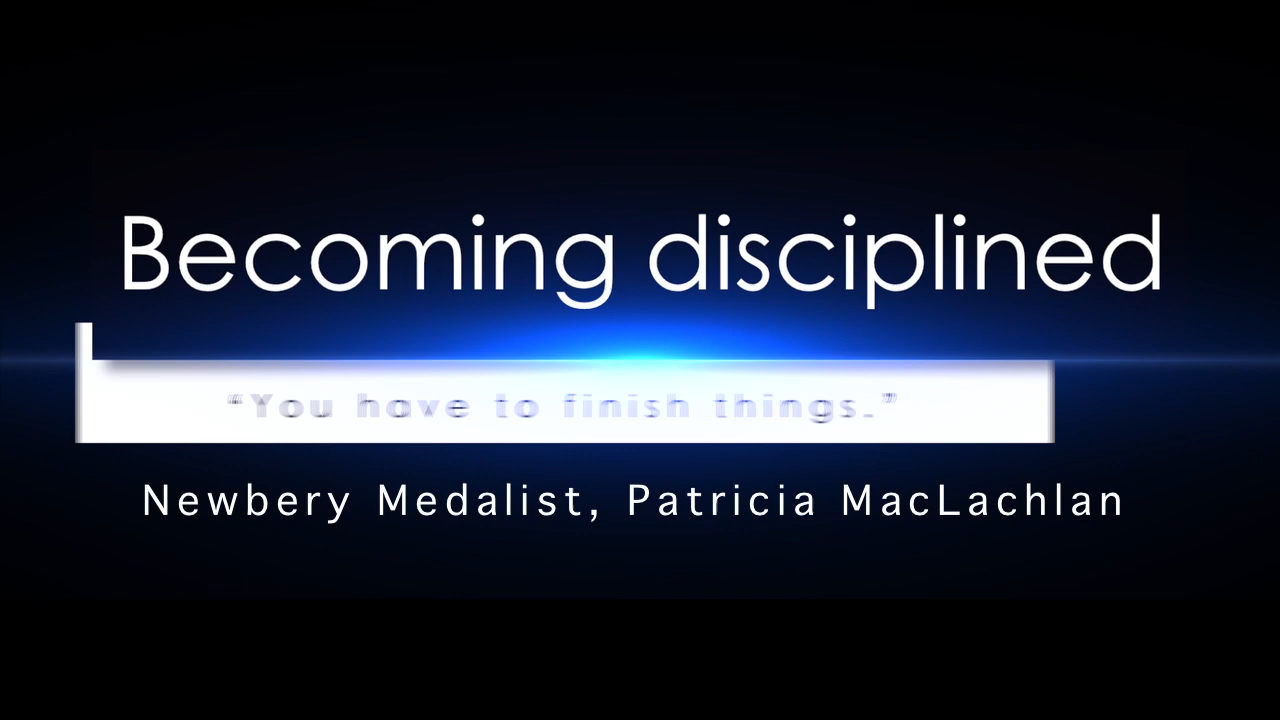 Becoming disciplined
“You have to finish things.”
Newbery Medalist, Patricia MacLachlan